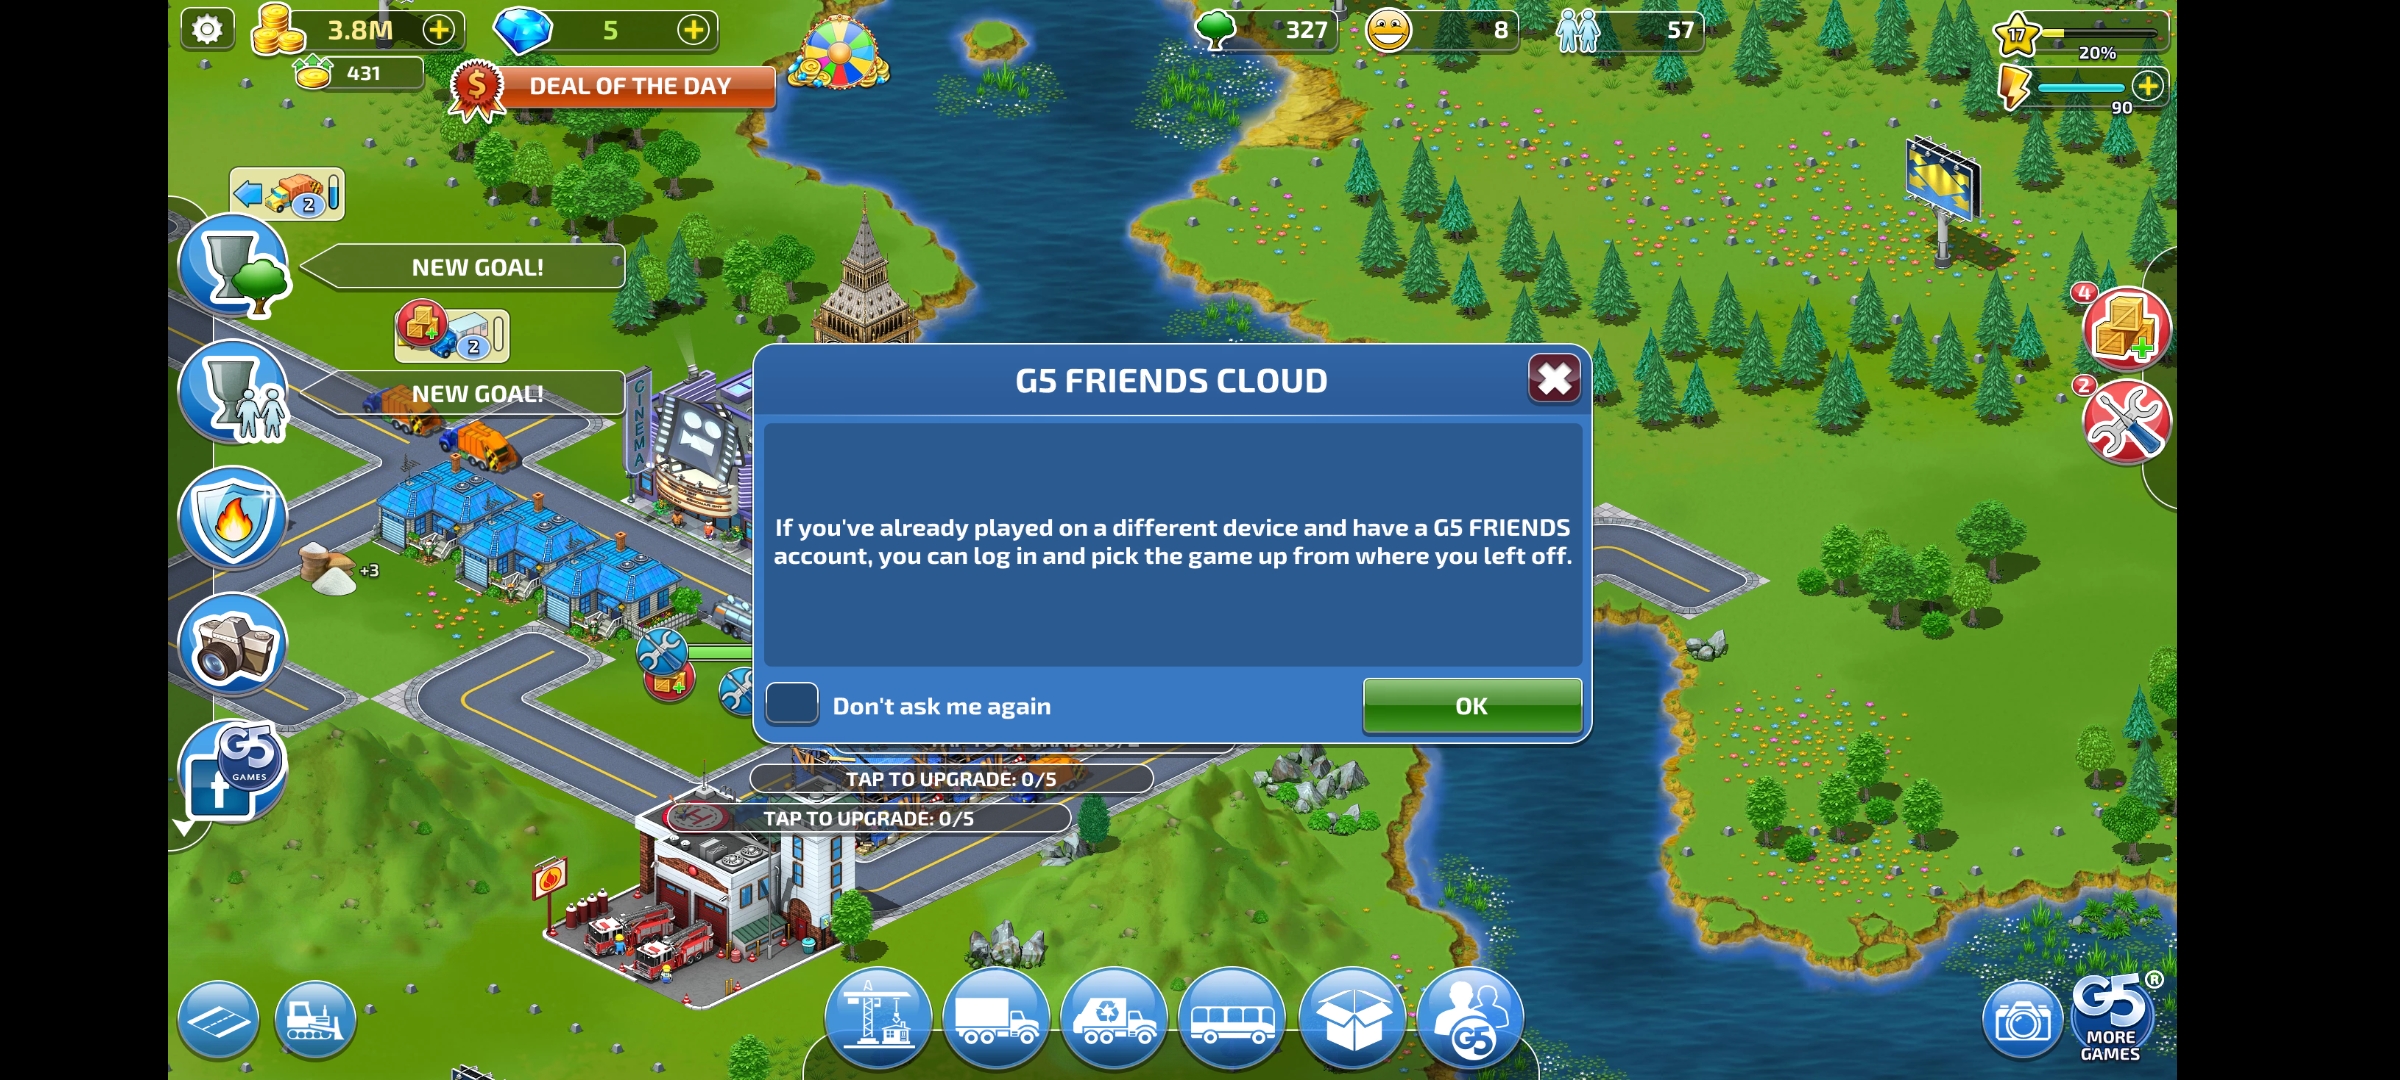 3.8M
5
327
8
57
17
20%
431
DEAL OF THE DAY
90
2
NEW GOAL!
2
NEW GOAL!
4
2
CINEMA
G5 FRIENDS CLOUD
If you've already played on a different device and have a G5 FRIENDS
account, you can log in and pick the game up from where you left off.
+3
Don't ask me again
OK
G5
GAMES
f
TAP TO UPGRADE: 0/5
TAP TO UPGRADE: 0/5
H
G5
G5®
MORE
GAMES